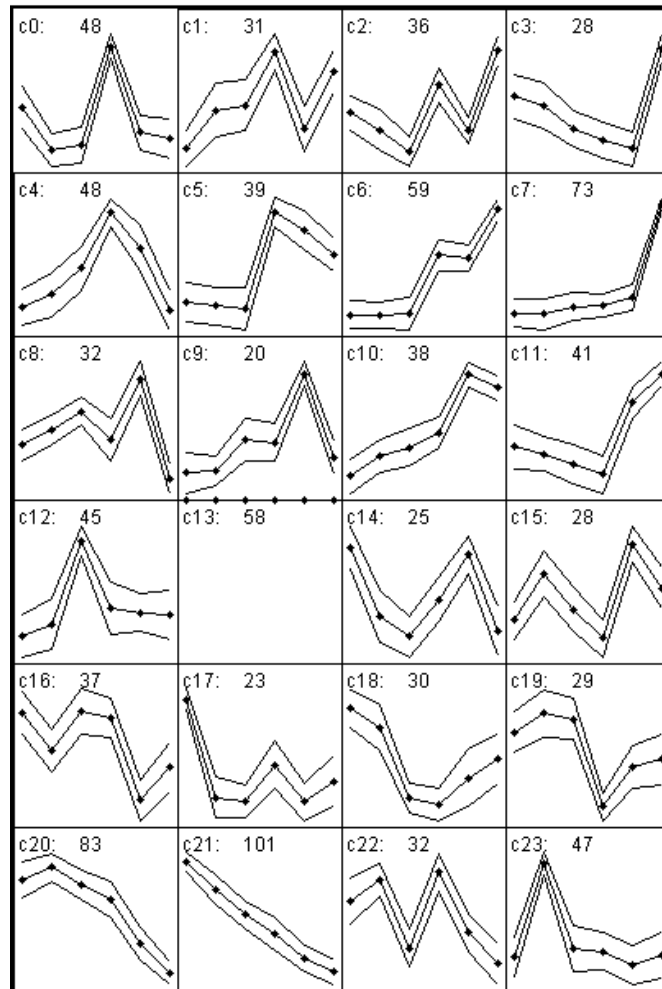 c0: 48 c1: 31 c2: 36 c3: 28
c4: 48 c5: 39 c6: 59 c7: 73
c8: 32 c9: 20 c10: 38 c11: 41
c12: 45 c13: 58 c14: 25 c15: 28
c16: 37 c17: 23 c18: 30 c19: 29
c20: 83 c21: 101 c22: 32 c23: 47